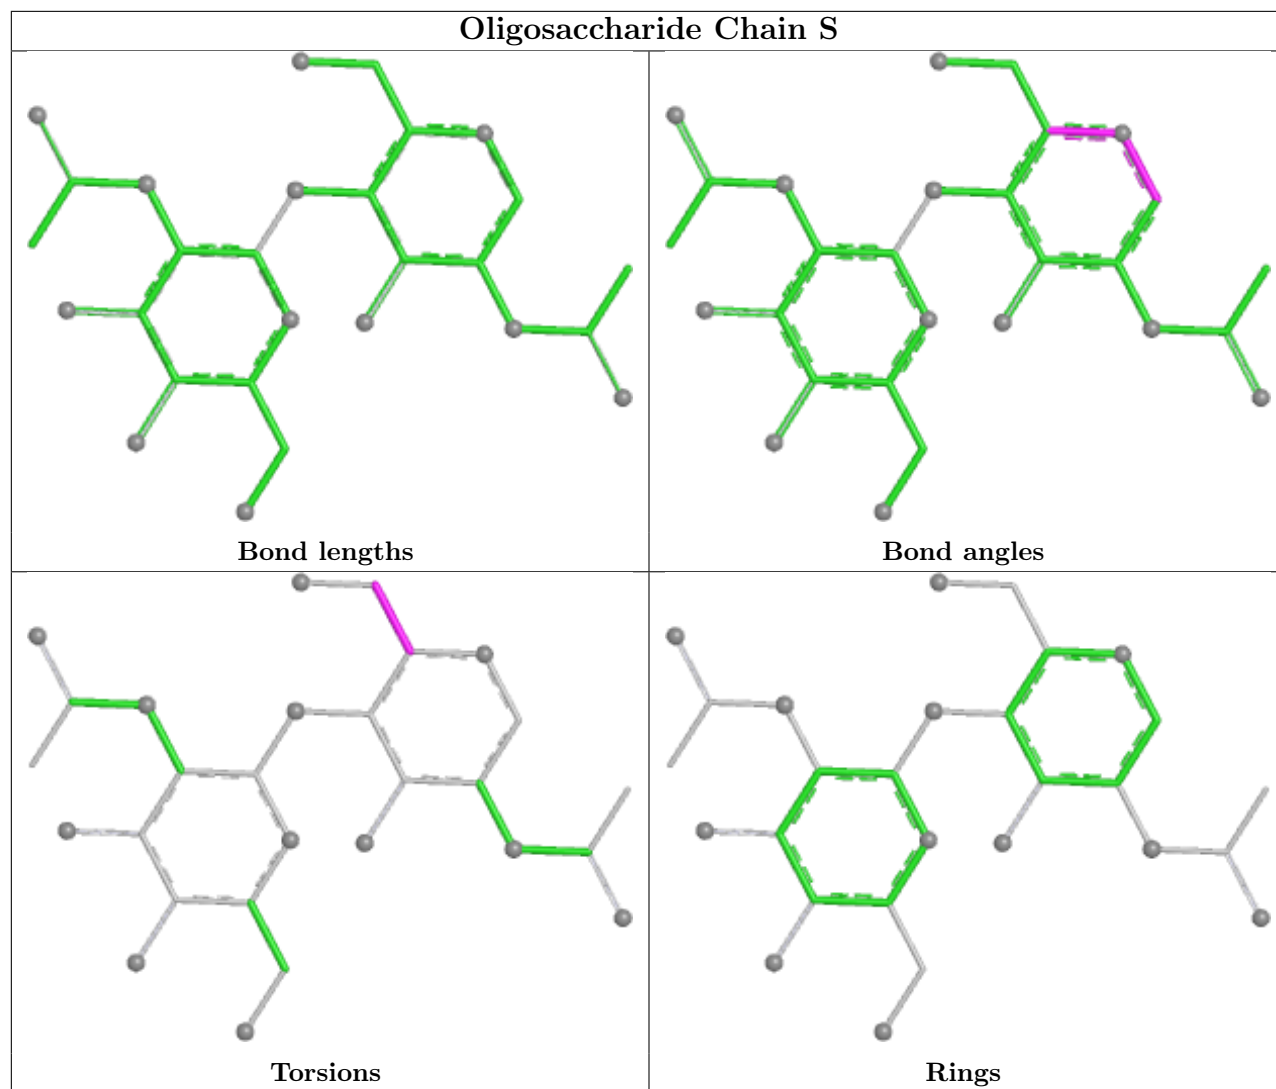 Oligosaccharide Chain S
Bond lengths
Bond angles
Torsions
Rings